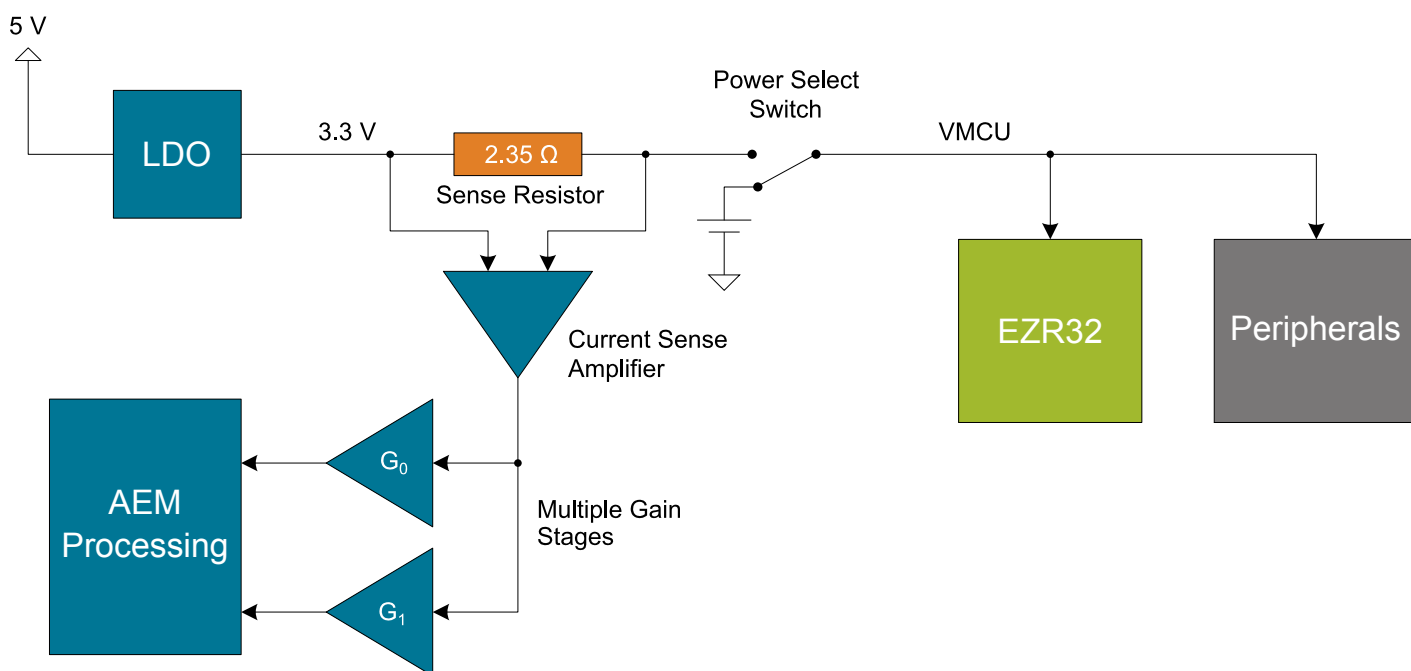 5 V
Power Select
Switch
LDO
3.3 V
2.35 Ω
VMCU
Sense Resistor
EZR32
Peripherals
Current Sense
Amplifier
G₀
AEM
Processing
Multiple Gain
Stages
G₁